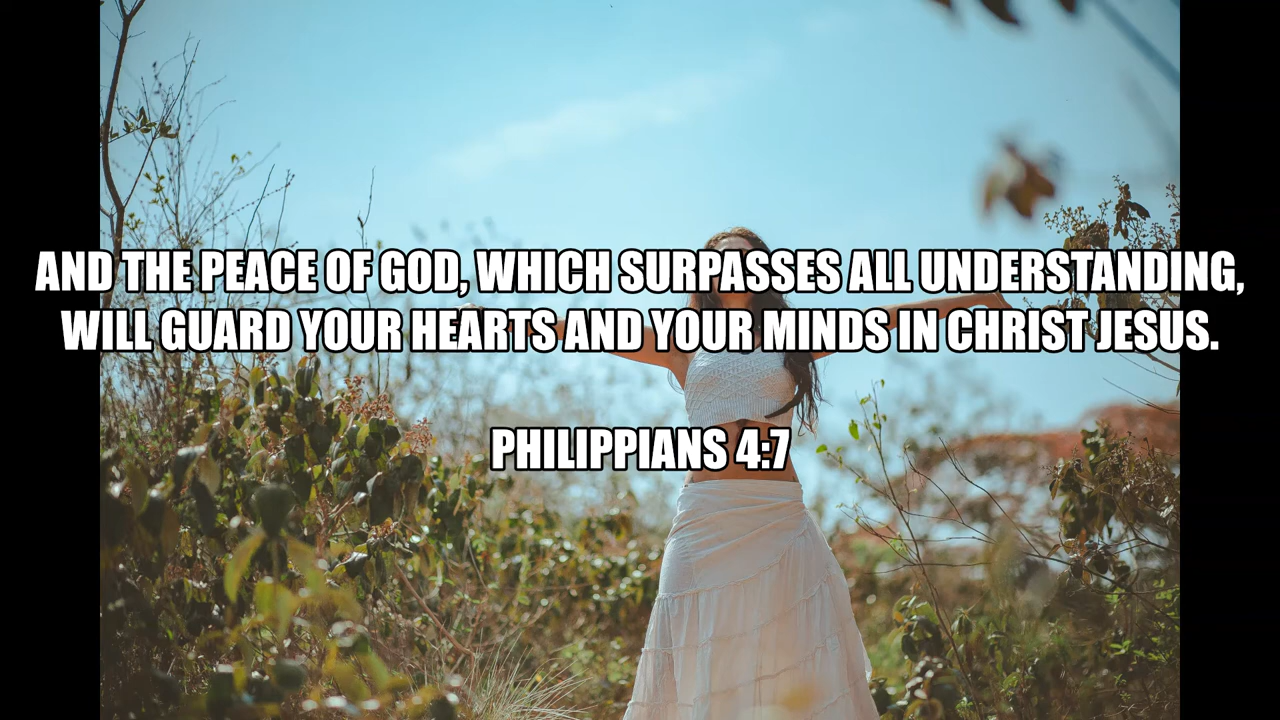 AND THE PEACE OF GOD, WHICH SURPASSES ALL UNDERSTANDING,
WILL GUARD YOUR HEARTS AND YOUR MINDS IN CHRIST JESUS.
PHILIPPIANS 4:7